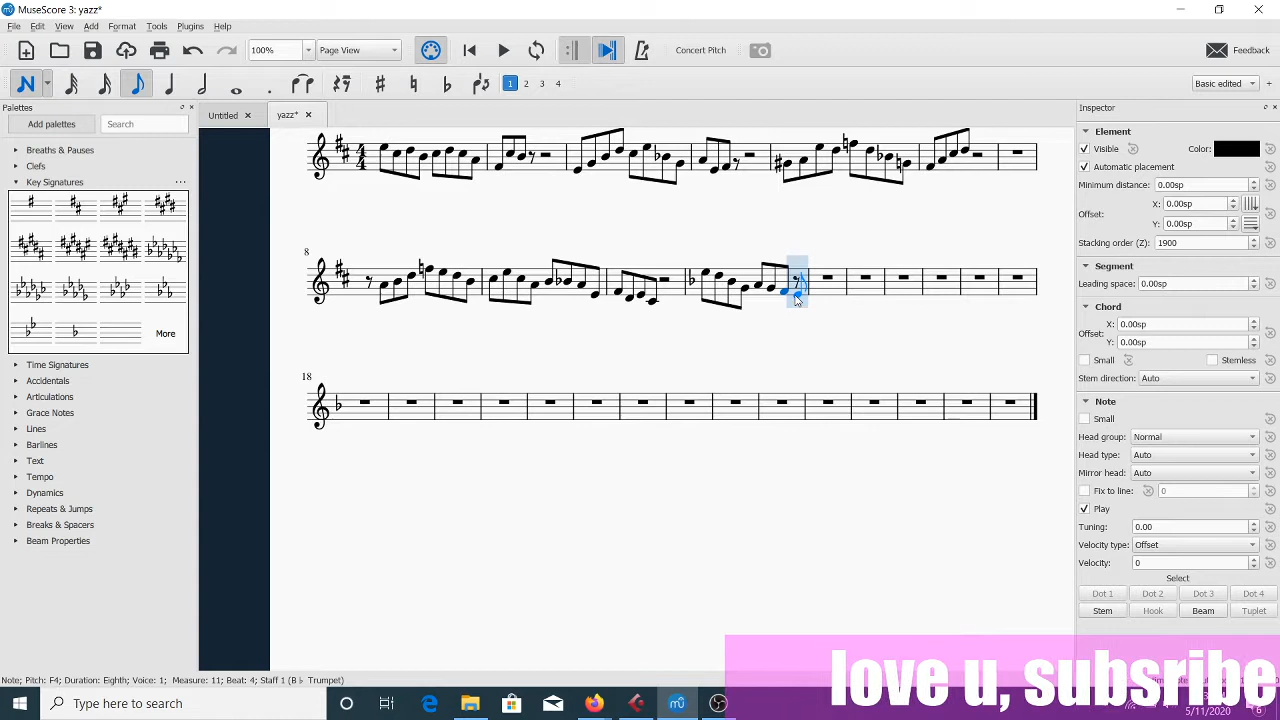 MuseScore 3: yazz*
File Edit View Add Format Tools Plugins Help
100% Page View Concert Pitch Feedback
1 2 3 4 Basic edited
Palettes
Untitled yazz*
Inspector
Add palettes Search
Breaths & Pauses
Clefs
Key Signatures
More
Time Signatures
Accidentals
Articulations
Grace Notes
Lines
Barlines
Text
Tempo
Dynamics
Repeats & Jumps
Breaks & Spacers
Beam Properties
8
18
Element
Visible Color:
Automatic placement
Minimum distance: 0.00sp
Offset: X: 0.00sp
Y: 0.00sp
Stacking order (Z): 1900
Segment
Leading space: 0.00sp
Chord
Offset: X: 0.00sp
Y: 0.00sp
Small Stemless
Stem direction: Auto
Note
Small
Head group: Normal
Head type: Auto
Mirror head: Auto
Fix to line: 0
Play
Tuning: 0.00
Velocity type: Offset
Velocity: 0
Select
Dot 1 Dot 2 Dot 3 Dot 4
Stem Hook Beam Tuplet
Note; Pitch: F4; Duration: Eighth; Voice: 1; Measure: 11; Beat: 4; Staff 1 (B♭ Trumpet)
love u, subsribe
Type here to search
5/11/2020